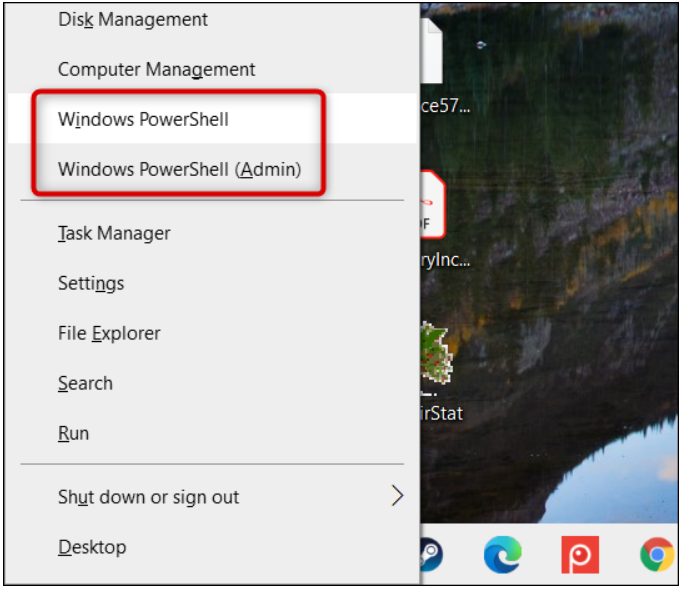 Disk Management
Computer Management
Windows PowerShell
Windows PowerShell (Admin)
Task Manager
Settings
File Explorer
Search
Run
Shut down or sign out
Desktop
ce57...
DF
ryInc...
irStat